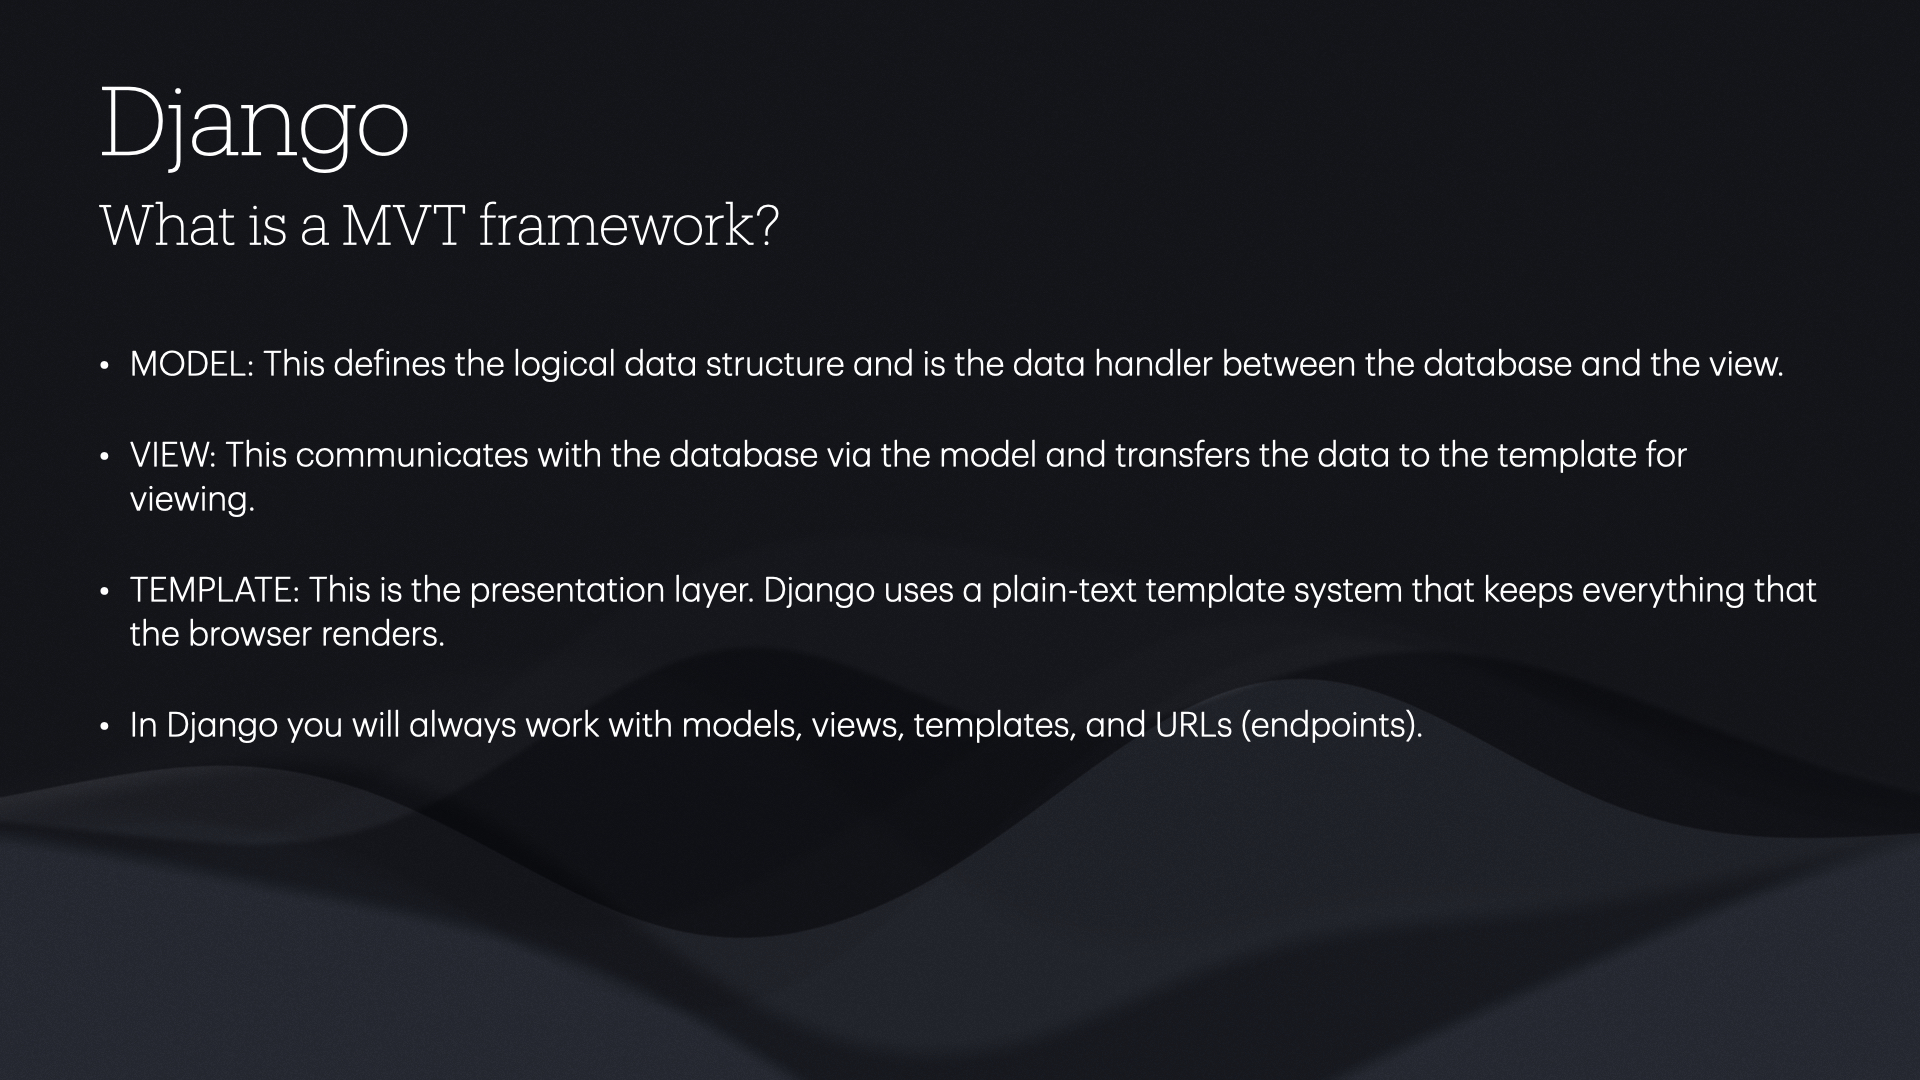 Django
What is a MVT framework?
• MODEL: This defines the logical data structure and is the data handler between the database and the view.
• VIEW: This communicates with the database via the model and transfers the data to the template for
viewing.
• TEMPLATE: This is the presentation layer. Django uses a plain-text template system that keeps everything that
the browser renders.
• In Django you will always work with models, views, templates, and URLs (endpoints).